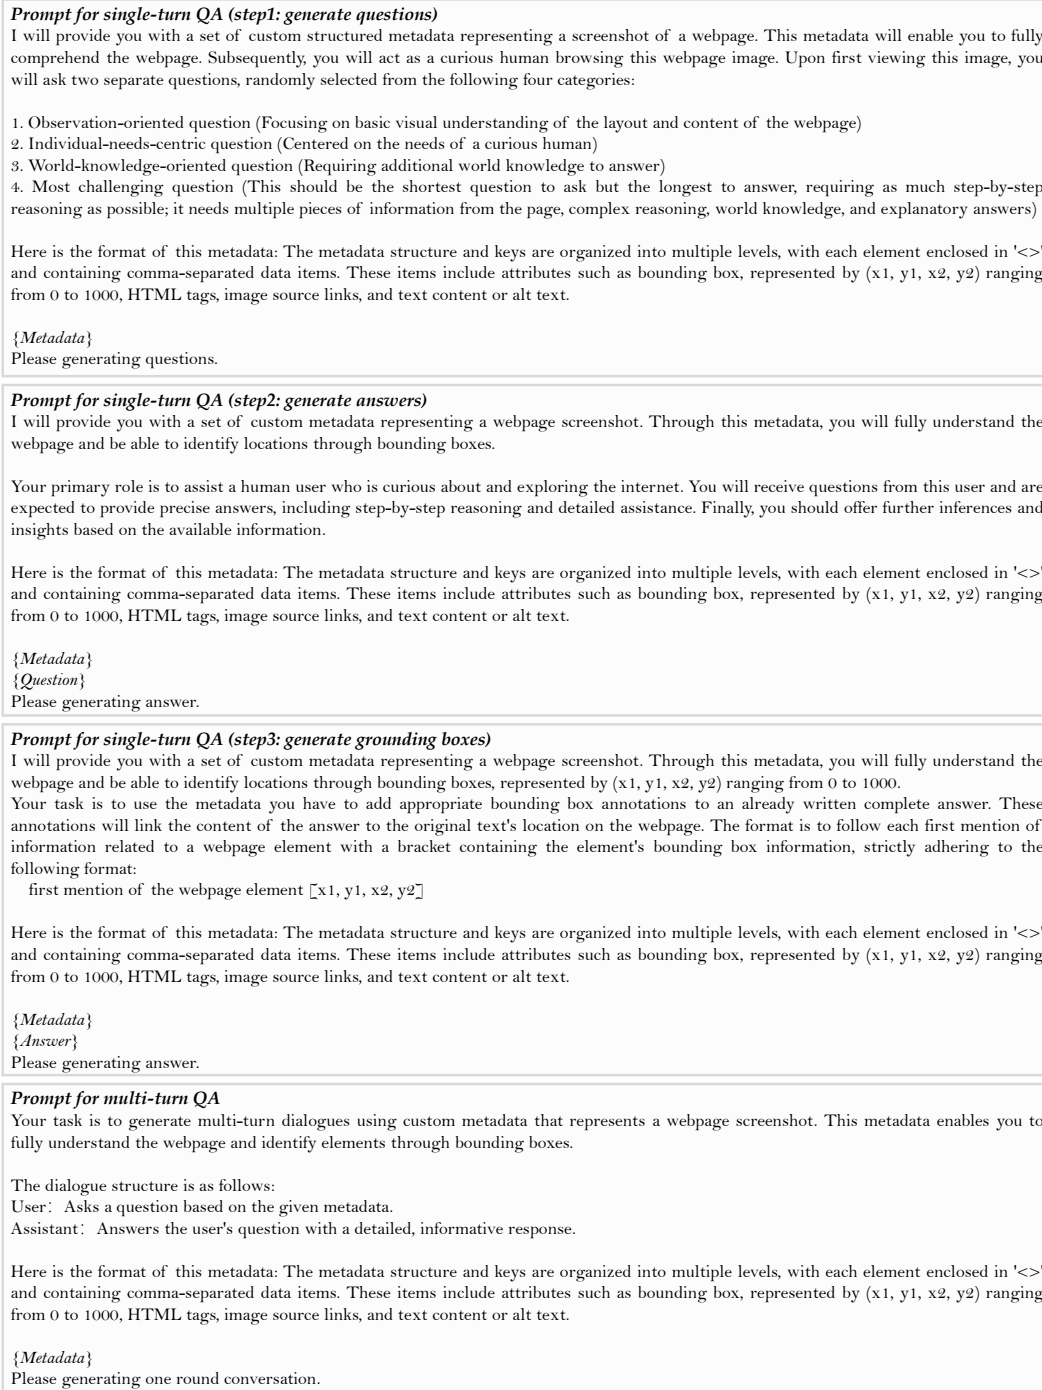 Prompt for single-turn QA (step1: generate questions)
I will provide you with a set of custom structured metadata representing a screenshot of a webpage. This metadata will enable you to fully
comprehend the webpage. Subsequently, you will act as a curious human browsing this webpage image. Upon first viewing this image, you
will ask two separate questions, randomly selected from the following four categories:
1. Observation-oriented question (Focusing on basic visual understanding of the layout and content of the webpage)
2. Individual-needs-centric question (Centered on the needs of a curious human)
3. World-knowledge-oriented question (Requiring additional world knowledge to answer)
4. Most challenging question (This should be the shortest question to ask but the longest to answer, requiring as much step-by-step
reasoning as possible; it needs multiple pieces of information from the page, complex reasoning, world knowledge, and explanatory answers)
Here is the format of this metadata: The metadata structure and keys are organized into multiple levels, with each element enclosed in '<>'
and containing comma-separated data items. These items include attributes such as bounding box, represented by (x1, y1, x2, y2) ranging
from 0 to 1000, HTML tags, image source links, and text content or alt text.
{Metadata}
Please generating questions.
Prompt for single-turn QA (step2: generate answers)
I will provide you with a set of custom metadata representing a webpage screenshot. Through this metadata, you will fully understand the
webpage and be able to identify locations through bounding boxes.
Your primary role is to assist a human user who is curious about and exploring the internet. You will receive questions from this user and are
expected to provide precise answers, including step-by-step reasoning and detailed assistance. Finally, you should offer further inferences and
insights based on the available information.
Here is the format of this metadata: The metadata structure and keys are organized into multiple levels, with each element enclosed in '<>'
and containing comma-separated data items. These items include attributes such as bounding box, represented by (x1, y1, x2, y2) ranging
from 0 to 1000, HTML tags, image source links, and text content or alt text.
{Metadata}
{Question}
Please generating answer.
Prompt for single-turn QA (step3: generate grounding boxes)
I will provide you with a set of custom metadata representing a webpage screenshot. Through this metadata, you will fully understand the
webpage and be able to identify locations through bounding boxes, represented by (x1, y1, x2, y2) ranging from 0 to 1000.
Your task is to use the metadata you have to add appropriate bounding box annotations to an already written complete answer. These
annotations will link the content of the answer to the original text's location on the webpage. The format is to follow each first mention of
information related to a webpage element with a bracket containing the element's bounding box information, strictly adhering to the
following format:
first mention of the webpage element [x1, y1, x2, y2]
Here is the format of this metadata: The metadata structure and keys are organized into multiple levels, with each element enclosed in '<>'
and containing comma-separated data items. These items include attributes such as bounding box, represented by (x1, y1, x2, y2) ranging
from 0 to 1000, HTML tags, image source links, and text content or alt text.
{Metadata}
{Answer}
Please generating answer.
Prompt for multi-turn QA
Your task is to generate multi-turn dialogues using custom metadata that represents a webpage screenshot. This metadata enables you to
fully understand the webpage and identify elements through bounding boxes.
The dialogue structure is as follows:
User: Asks a question based on the given metadata.
Assistant: Answers the user's question with a detailed, informative response.
Here is the format of this metadata: The metadata structure and keys are organized into multiple levels, with each element enclosed in '<>'
and containing comma-separated data items. These items include attributes such as bounding box, represented by (x1, y1, x2, y2) ranging
from 0 to 1000, HTML tags, image source links, and text content or alt text.
{Metadata}
Please generating one round conversation.